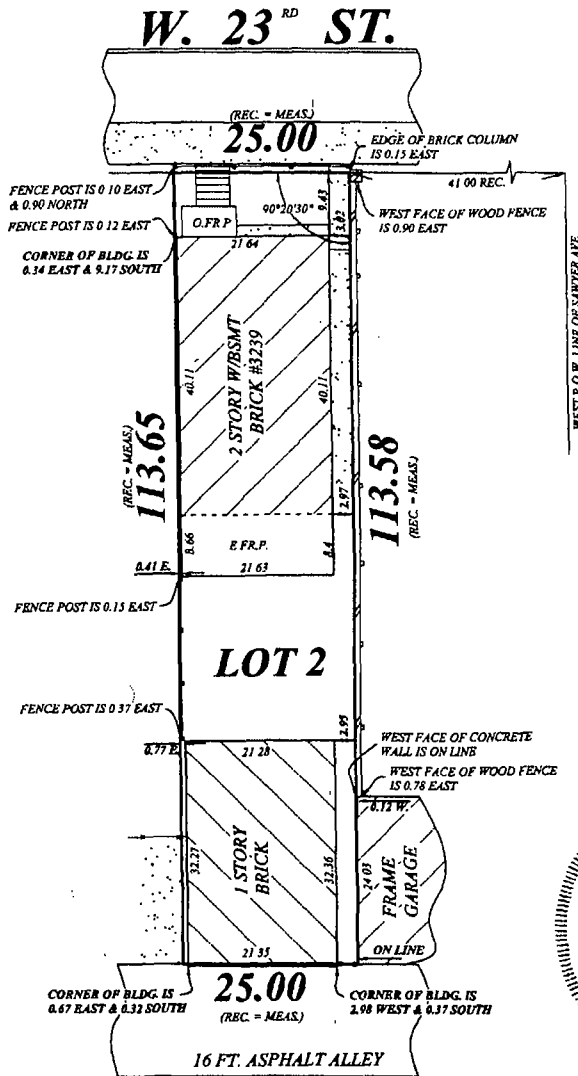 W. 23 RD ST.
(REC. = MEAS.)
25.00
EDGE OF BRICK COLUMN
IS 0.15 EAST
41 00 REC.
FENCE POST IS 0 10 EAST
& 0.90 NORTH
WEST FACE OF WOOD FENCE
IS 0.90 EAST
9.43
3.02
90°20'30"
O.FR P
FENCE POST IS 0.12 EAST
21 64
CORNER OF BLDG. IS
0.34 EAST & 9.17 SOUTH
WEST R.O.W. LINE OF SAWYER AVE
2 STORY W/BSMT
BRICK #3239
40.11
40.11
113.65
(REC. = MEAS.)
113.58
(REC. = MEAS.)
2.97
E FR.P.
8.66
8.4
0.41 E.
21 63
FENCE POST IS 0.15 EAST
LOT 2
FENCE POST IS 0 37 EAST
2.95
WEST FACE OF CONCRETE
WALL IS ON LINE
0.77 E.
21 28
WEST FACE OF WOOD FENCE
IS 0.78 EAST
0.12 W.
1 STORY
BRICK
32.27
32.36
24 03
FRAME
GARAGE
21 35
ON LINE
CORNER OF BLDG. IS
0.67 EAST & 0.32 SOUTH
25.00
(REC. = MEAS.)
CORNER OF BLDG. IS
2.98 WEST & 0.37 SOUTH
16 FT. ASPHALT ALLEY